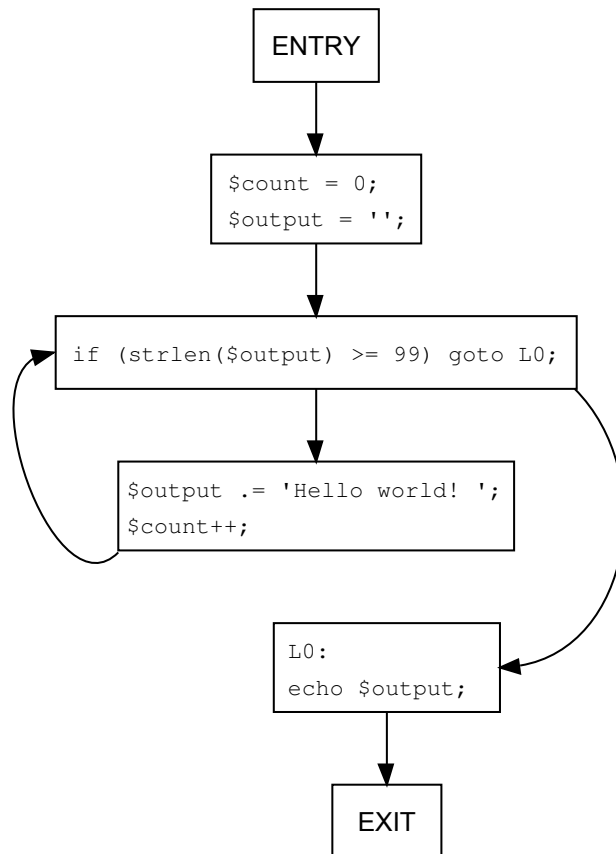 ENTRY
$count = 0;
$output = '';
if (strlen($output) >= 99) goto L0;
$output .= 'Hello world! ';
$count++;
L0:
echo $output;
EXIT